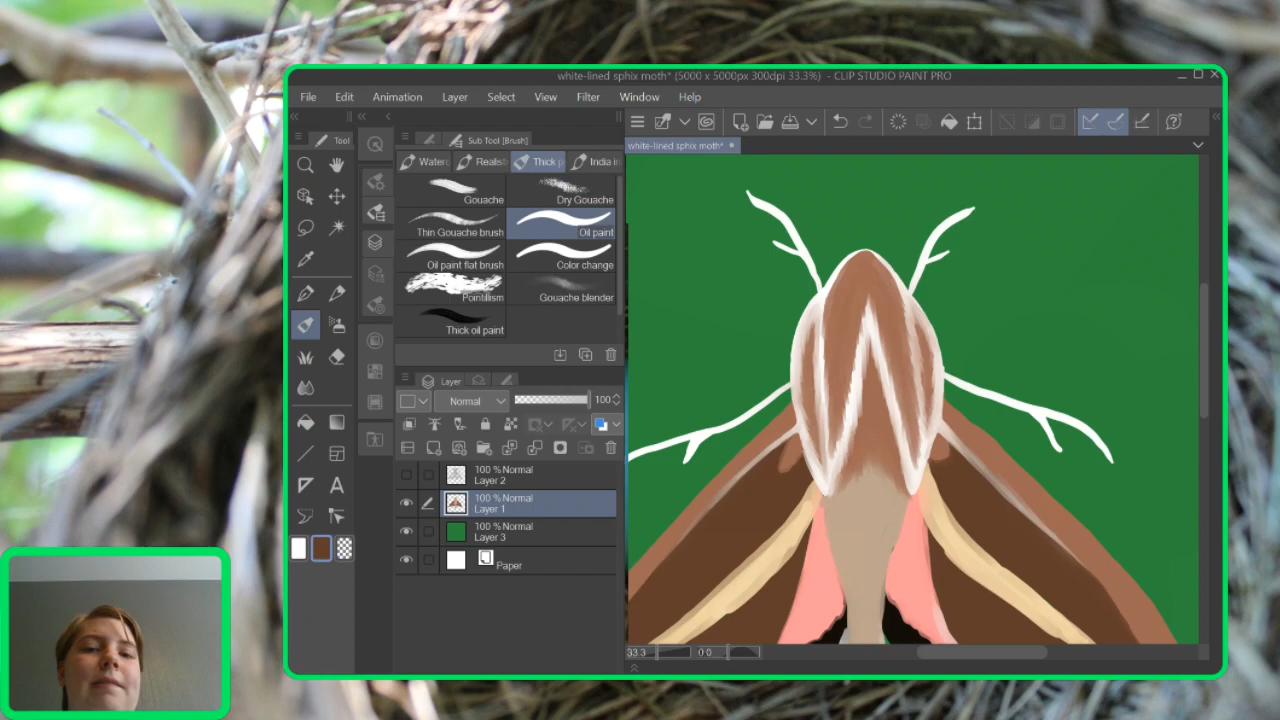 white-lined sphix moth* (5000 x 5000px 300dpi 33.3%) - CLIP STUDIO PAINT PRO
File Edit Animation Layer Select View Filter Window Help
Tool
Sub Tool [Brush]
white-lined sphix moth*
Water Realis Thick p India in
Gouache Dry Gouache
Thin Gouache brush Oil paint
Oil paint flat brush Color change
Pointillism Gouache blender
Thick oil paint
Layer
Normal 100
100 % Normal
Layer 2
100 % Normal
Layer 1
100 % Normal
Layer 3
Paper
33.3 0.0